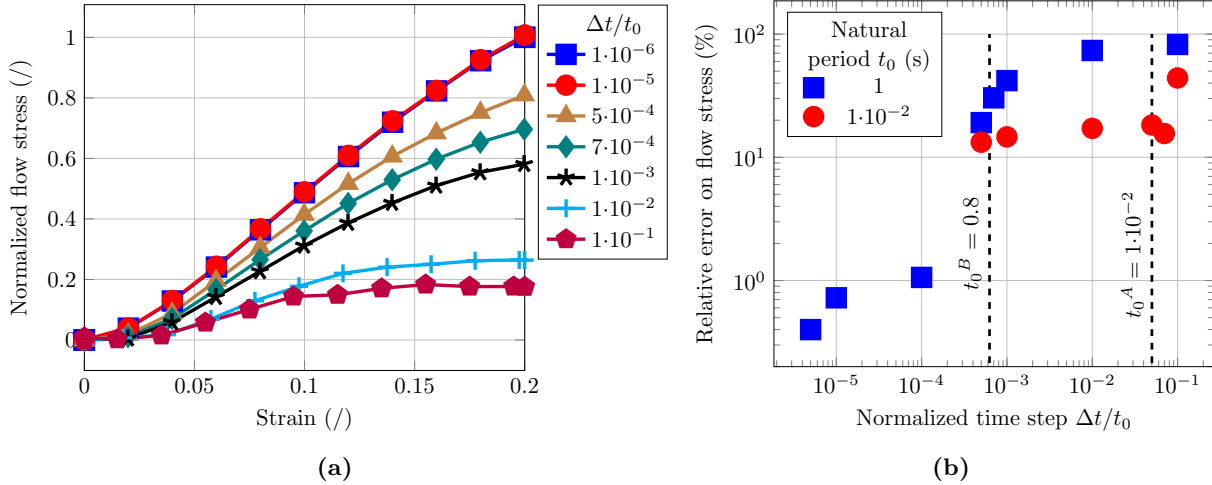 Normalized flow stress (/)
1
0.8
0.6
0.4
0.2
0
0
0.05
0.1
0.15
0.2
Strain (/)
Δt/t₀
1·10⁻⁶
1·10⁻⁵
5·10⁻⁴
7·10⁻⁴
1·10⁻³
1·10⁻²
1·10⁻¹
(a)
Relative error on flow stress (%)
10²
10¹
10⁰
Natural
period t₀ (s)
1
1·10⁻²
t₀ᴮ = 0.8
t₀ᴬ = 1·10⁻²
10⁻⁵
10⁻⁴
10⁻³
10⁻²
10⁻¹
Normalized time step Δt/t₀
(b)